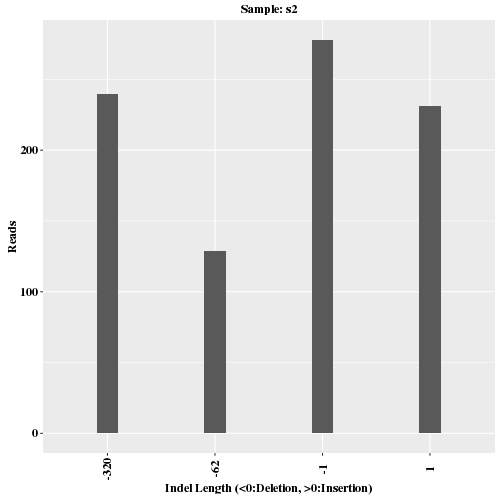 Sample: s2
Reads
200
100
0
-320
-62
-1
1
Indel Length (<0:Deletion, >0:Insertion)